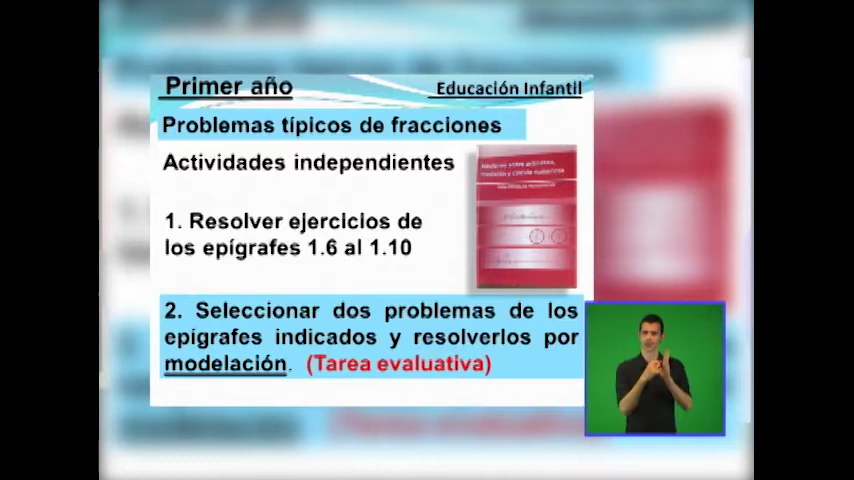 Primer año
Educación Infantil
Problemas típicos de fracciones
Actividades independientes
1. Resolver ejercicios de
los epígrafes 1.6 al 1.10
2. Seleccionar dos problemas de los
epígrafes indicados y resolverlos por
modelación. (Tarea evaluativa)